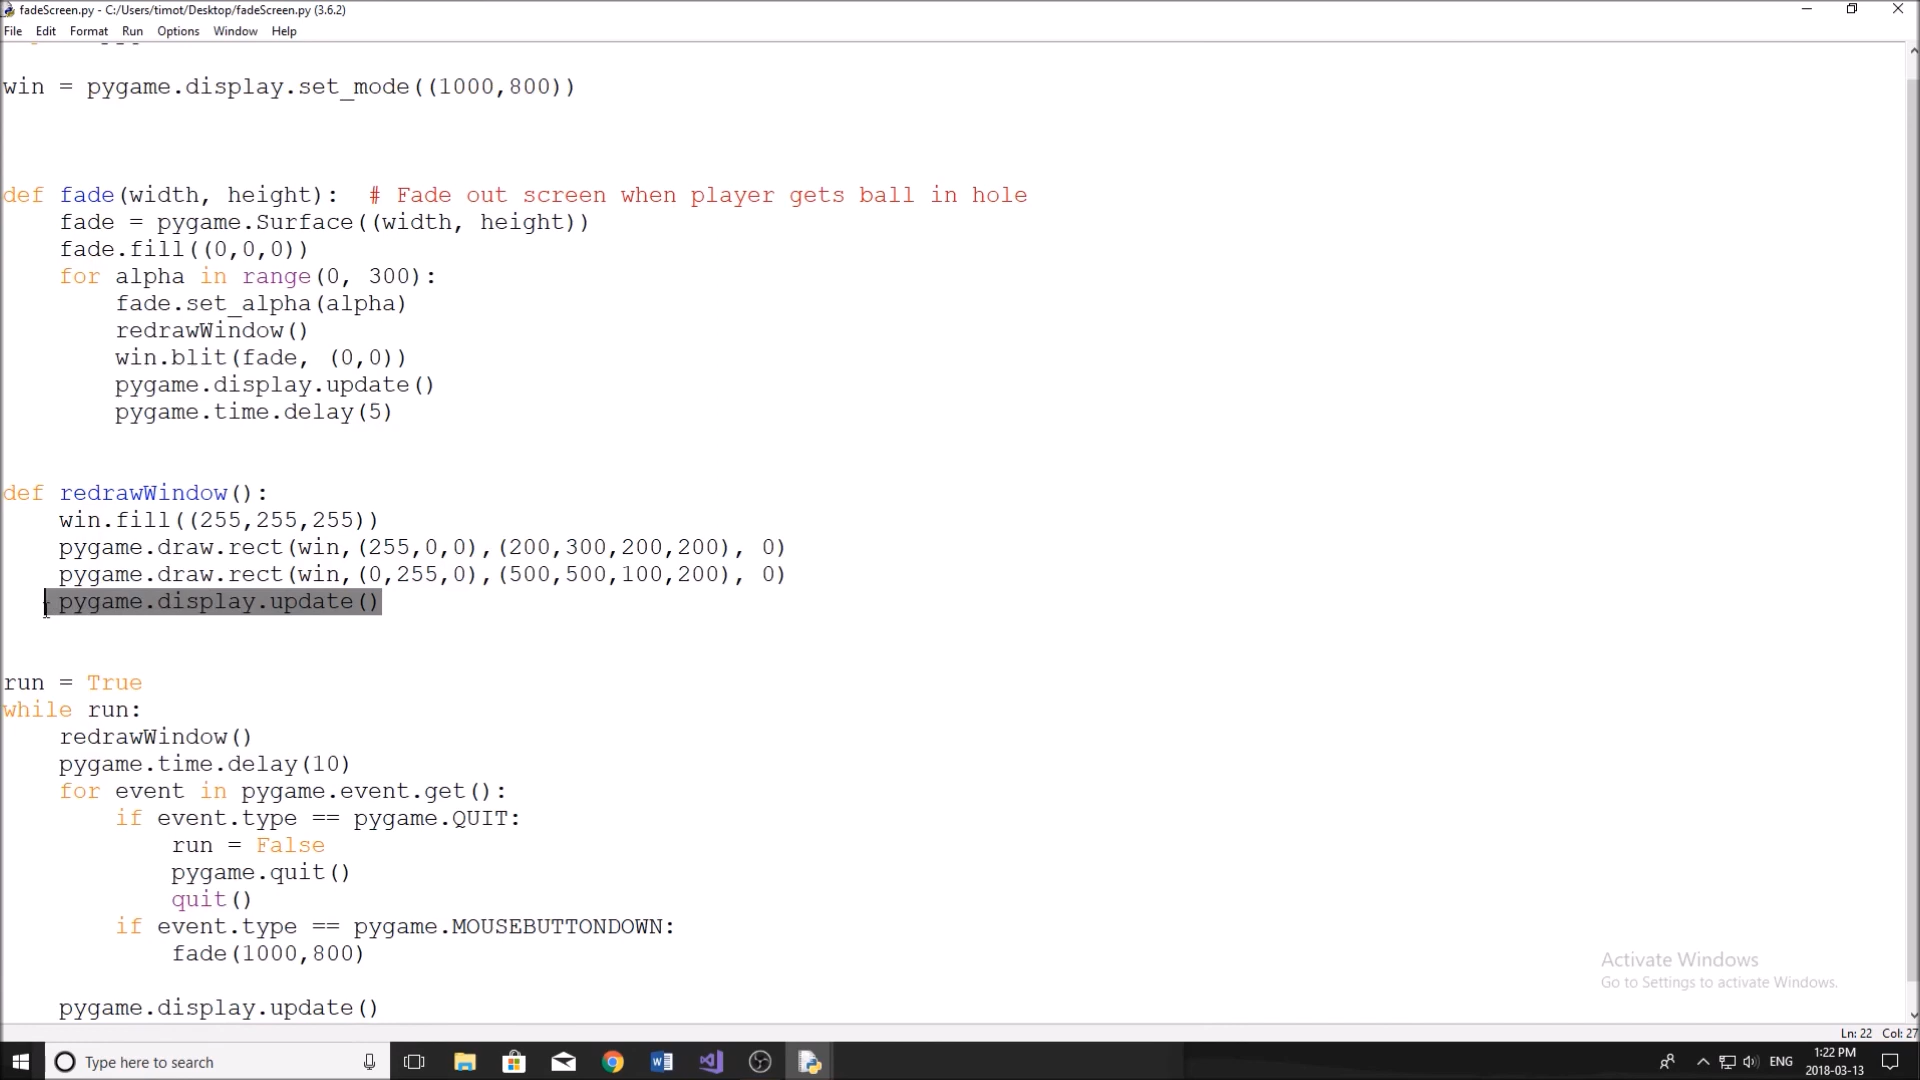 fadeScreen.py - C:/Users/timot/Desktop/fadeScreen.py (3.6.2)
File Edit Format Run Options Window Help
win = pygame.display.set_mode((1000,800))
def fade(width, height):  # Fade out screen when player gets ball in hole
    fade = pygame.Surface((width, height))
    fade.fill((0,0,0))
    for alpha in range(0, 300):
        fade.set_alpha(alpha)
        redrawWindow()
        win.blit(fade, (0,0))
        pygame.display.update()
        pygame.time.delay(5)
def redrawWindow():
    win.fill((255,255,255))
    pygame.draw.rect(win,(255,0,0),(200,300,200,200), 0)
    pygame.draw.rect(win,(0,255,0),(500,500,100,200), 0)
    pygame.display.update()
run = True
while run:
    redrawWindow()
    pygame.time.delay(10)
    for event in pygame.event.get():
        if event.type == pygame.QUIT:
            run = False
            pygame.quit()
            quit()
        if event.type == pygame.MOUSEBUTTONDOWN:
            fade(1000,800)
    pygame.display.update()
Activate Windows
Go to Settings to activate Windows.
Ln: 22 Col: 27
Type here to search
ENG
1:22 PM
2018-03-13